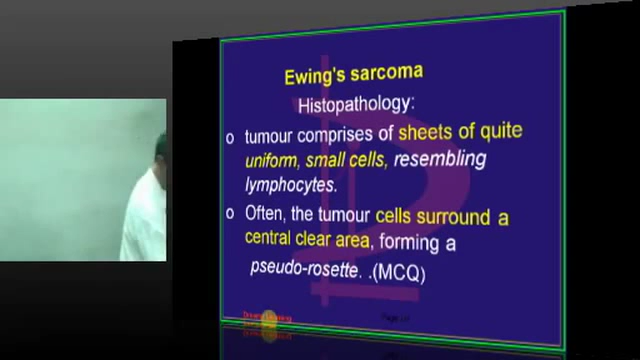 Ewing's sarcoma
Histopathology:
o tumour comprises of sheets of quite
uniform, small cells, resembling
lymphocytes.
o Often, the tumour cells surround a
central clear area, forming a
pseudo-rosette. .(MCQ)
Page